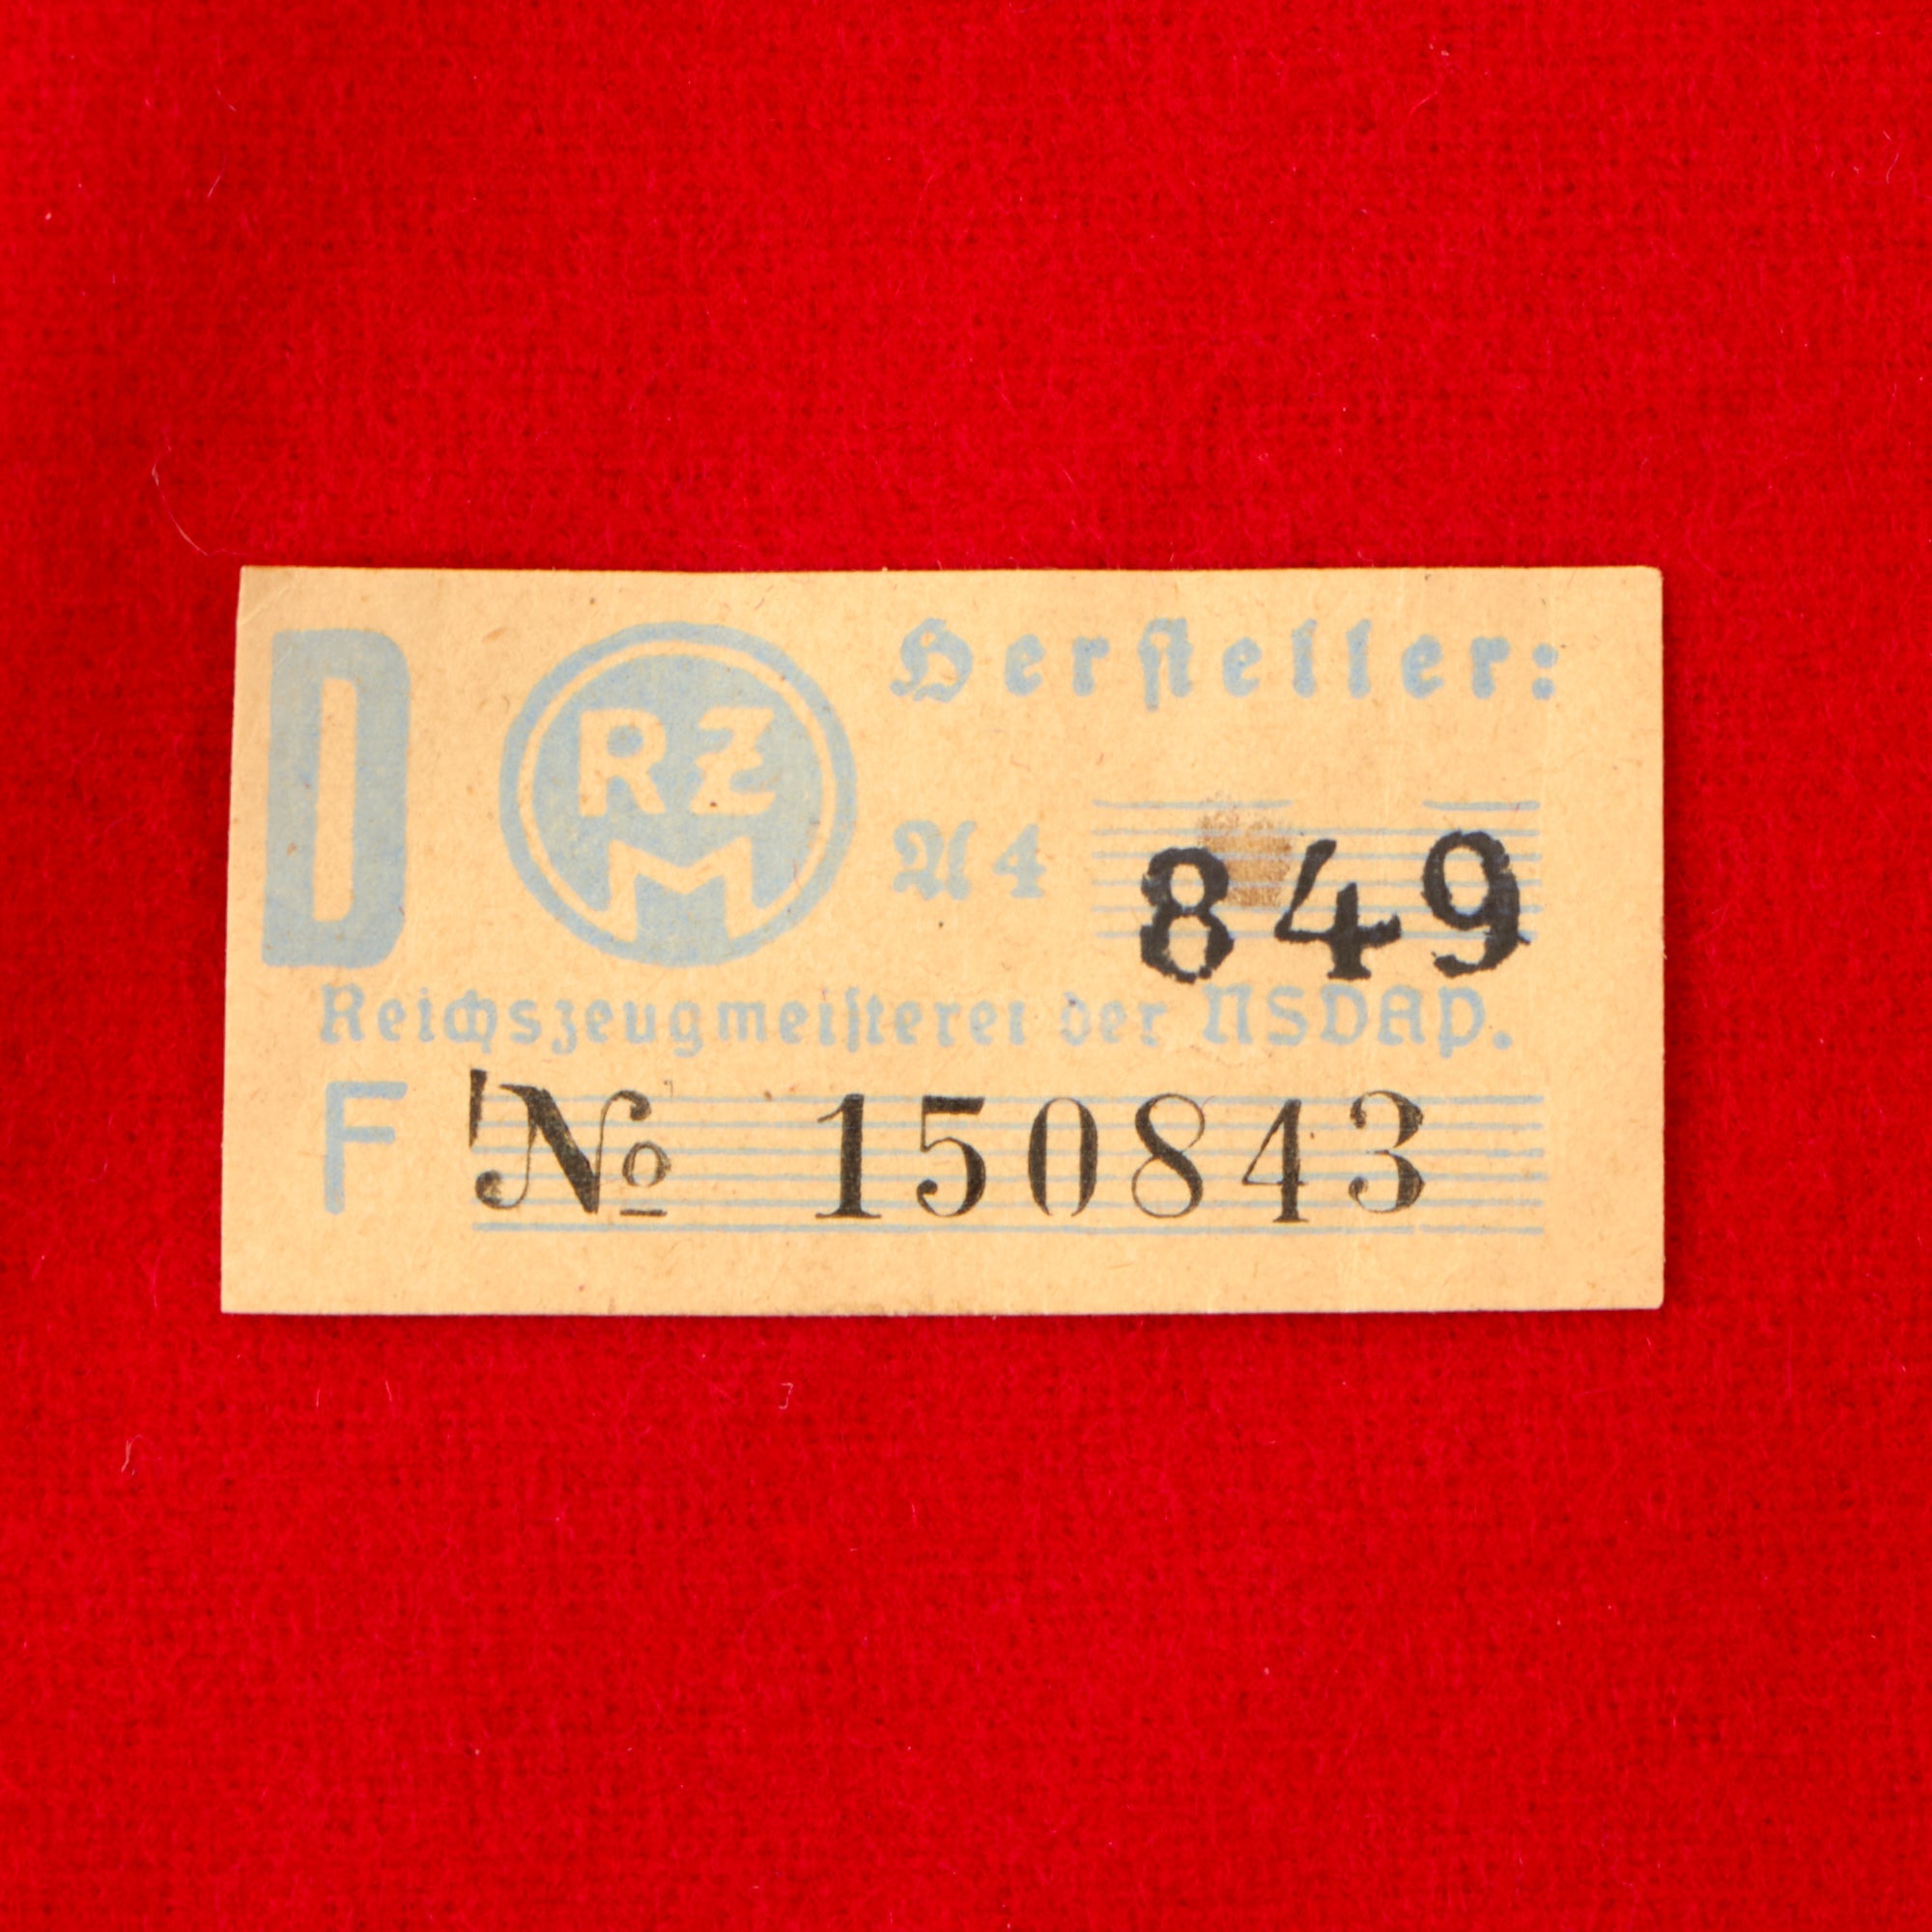 D RZM Hersteller:
A4 849
Reichszeugmeisterei der NSDAP.
F № 150843